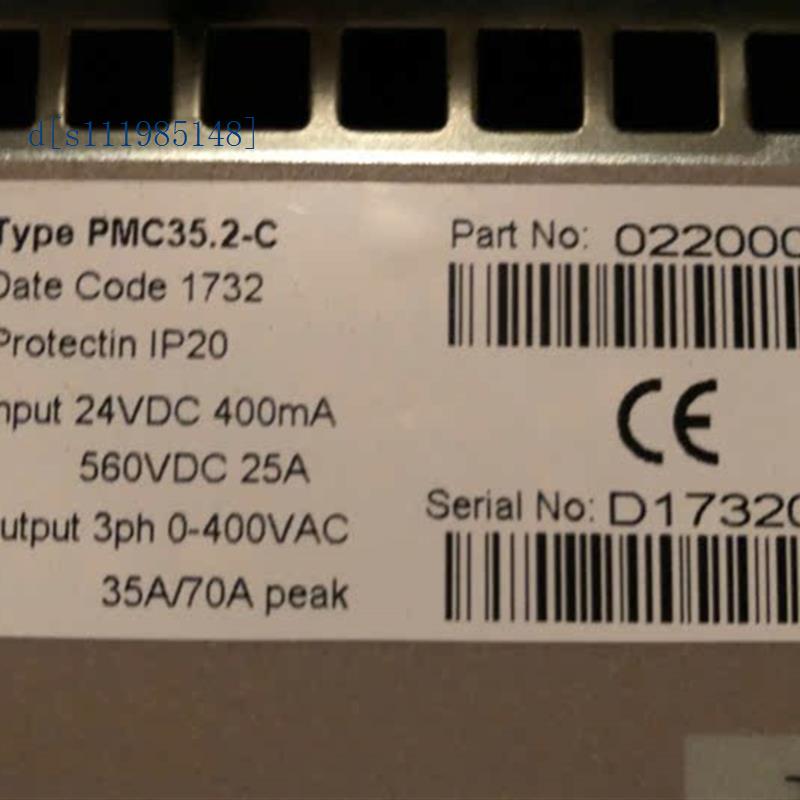 d[s111985148]
Type PMC35.2-C
Date Code 1732
Protectin IP20
nput 24VDC 400mA
560VDC 25A
utput 3ph 0-400VAC
35A/70A peak
Part No: 022000
CE
Serial No: D17320